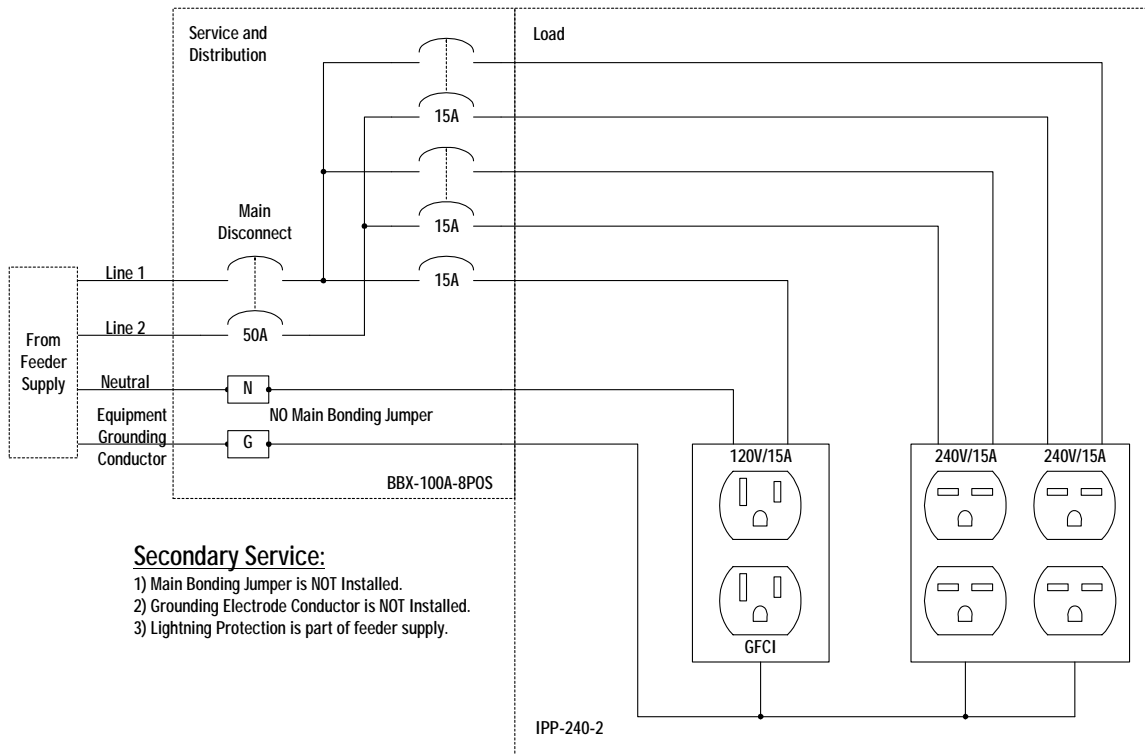 Service and
Distribution
Load
15A
15A
Main
Disconnect
15A
Line 1
Line 2
50A
From
Feeder
Supply
Neutral
N
NO Main Bonding Jumper
Equipment
Grounding
Conductor
G
BBX-100A-8POS
120V/15A
240V/15A
240V/15A
GFCI
Secondary Service:
1) Main Bonding Jumper is NOT Installed.
2) Grounding Electrode Conductor is NOT Installed.
3) Lightning Protection is part of feeder supply.
IPP-240-2